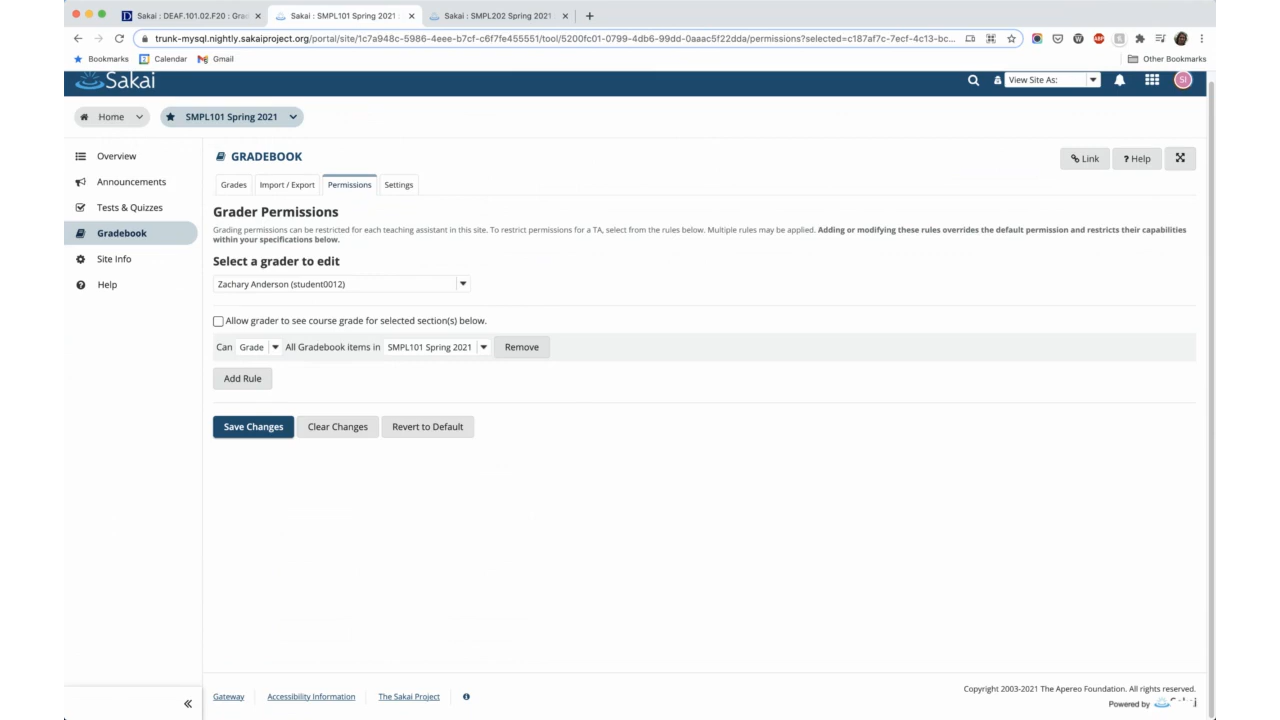 Sakai : DEAF.101.02.F20 : Gra
Sakai : SMPL101 Spring 2021
Sakai : SMPL202 Spring 2021
trunk-mysql.nightly.sakaiproject.org/portal/site/1c7a948c-5986-4eee-b7cf-c6f7fe455551/tool/5200fc01-0799-4db6-99dd-0aaac5f22dda/permissions?selected=c187af7c-7ecf-4c13-bc...
Bookmarks Calendar Gmail Other Bookmarks
Sakai View Site As: SI
Home SMPL101 Spring 2021
Overview
Announcements
Tests & Quizzes
Gradebook
Site Info
Help
GRADEBOOK
Link ? Help
Grades Import / Export Permissions Settings
Grader Permissions
Grading permissions can be restricted for each teaching assistant in this site. To restrict permissions for a TA, select from the rules below. Multiple rules may be applied. Adding or modifying these rules overrides the default permission and restricts their capabilities
within your specifications below.
Select a grader to edit
Zachary Anderson (student0012)
Allow grader to see course grade for selected section(s) below.
Can Grade All Gradebook items in SMPL101 Spring 2021 Remove
Add Rule
Save Changes Clear Changes Revert to Default
Gateway Accessibility Information The Sakai Project
Copyright 2003-2021 The Apereo Foundation. All rights reserved.
Powered by